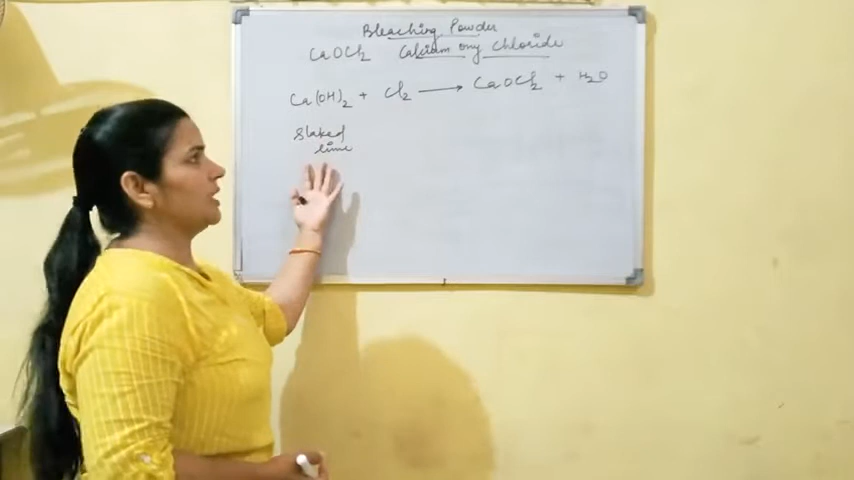 Bleaching Powder
CaOCl₂ Calcium oxy chloride
Ca(OH)₂ + Cl₂ → CaOCl₂ + H₂O
Slaked
lime